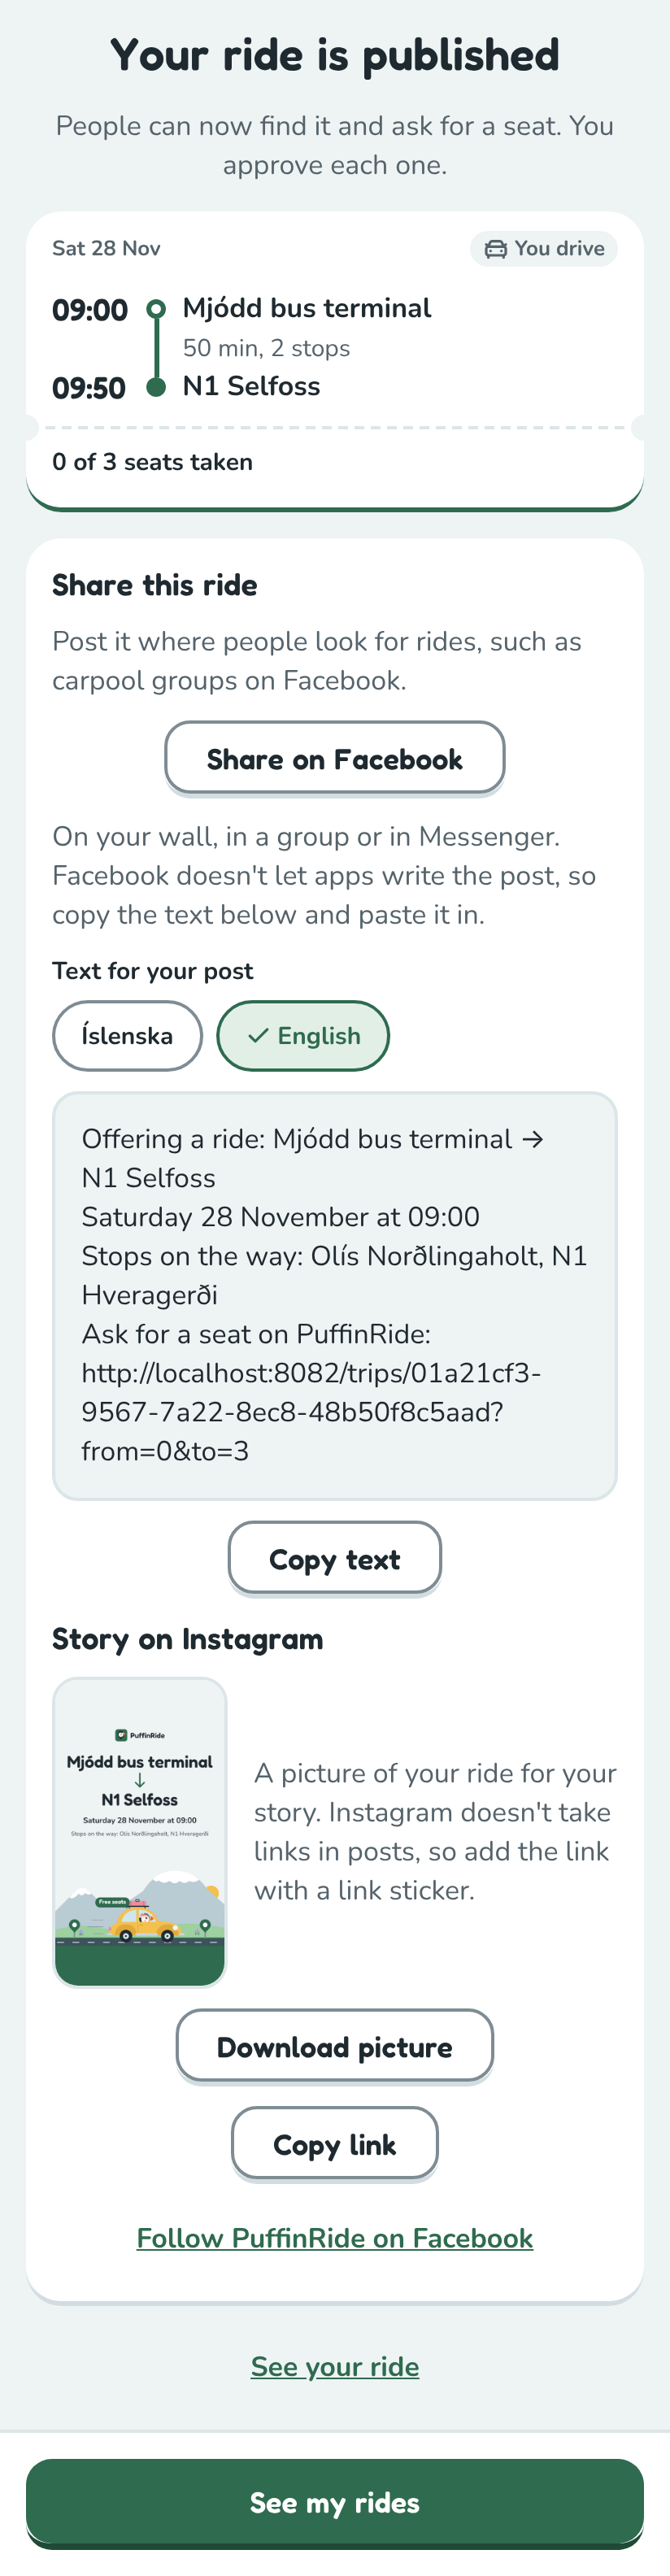 Your ride is published
People can now find it and ask for a seat. You
approve each one.
Sat 28 Nov
You drive
09:00 Mjódd bus terminal
50 min, 2 stops
09:50 N1 Selfoss
0 of 3 seats taken
Share this ride
Post it where people look for rides, such as
carpool groups on Facebook.
Share on Facebook
On your wall, in a group or in Messenger.
Facebook doesn't let apps write the post, so
copy the text below and paste it in.
Text for your post
Íslenska
English
Offering a ride: Mjódd bus terminal →
N1 Selfoss
Saturday 28 November at 09:00
Stops on the way: Olís Norðlingaholt, N1
Hveragerði
Ask for a seat on PuffinRide:
http://localhost:8082/trips/01a21cf3-
9567-7a22-8ec8-48b50f8c5aad?
from=0&to=3
Copy text
Story on Instagram
PuffinRide
Mjódd bus terminal
↓
N1 Selfoss
Saturday 28 November at 09:00
Stops on the way: Olís Norðlingaholt, N1 Hveragerði
Free seats
A picture of your ride for your
story. Instagram doesn't take
links in posts, so add the link
with a link sticker.
Download picture
Copy link
Follow PuffinRide on Facebook
See your ride
See my rides